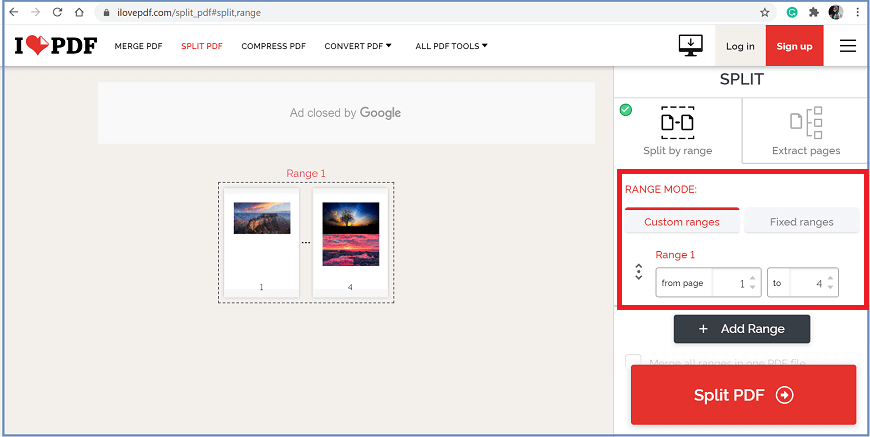 ilovepdf.com/split_pdf#split,range
I PDF
MERGE PDF SPLIT PDF COMPRESS PDF CONVERT PDF ALL PDF TOOLS
Log in
Sign up
Ad closed by Google
Range 1
1 ... 4
SPLIT
Split by range
Extract pages
RANGE MODE:
Custom ranges
Fixed ranges
Range 1
from page 1 to 4
+ Add Range
Merge all ranges in one PDF file
Split PDF